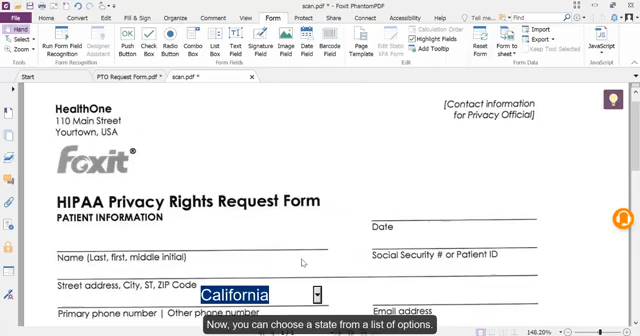 scan.pdf * - Foxit PhantomPDF
File Home Convert Edit Organize Comment View Form Protect Share Connect Accessibility Help Tell me... Find
Hand
Select
Zoom
Run Form Field Recognition
Designer Assistant
Push Button
Check Box
Radio Button
Combo Box
List Box
Text Field
Signature Field
Image Field
Date Field
Barcode Field
Page Template
Edit Static XFA Form
Calculation Order
Highlight Fields
Add Tooltip
Reset Form
Form to sheet
Import
Export
Keep Tool Selected
JavaScript
Tools Form Field Recognition Form Fields Form Data JavaScript
Start PTO Request Form.pdf * scan.pdf *
HealthOne
110 Main Street
Yourtown, USA
[Contact information
for Privacy Official]
foxit®
HIPAA Privacy Rights Request Form
PATIENT INFORMATION
Date
Name (Last, first, middle initial)
Social Security # or Patient ID
Street address, City, ST, ZIP Code
California
Primary phone number | Other phone number
Email address
Now, you can choose a state from a list of options.
148.20%